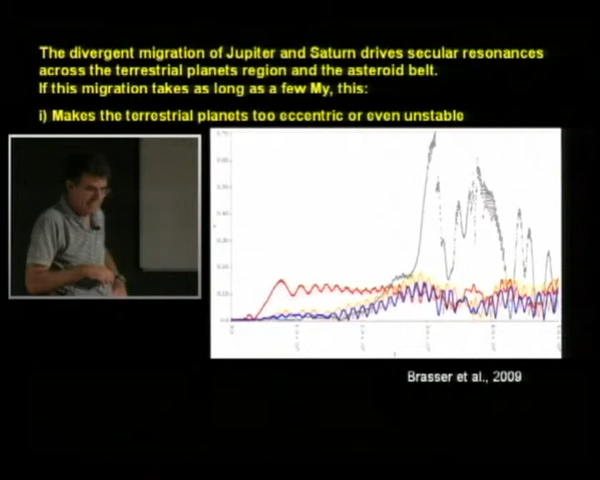 The divergent migration of Jupiter and Saturn drives secular resonances
across the terrestrial planets region and the asteroid belt.
If this migration takes as long as a few My, this:
i) Makes the terrestrial planets too eccentric or even unstable
Brasser et al., 2009